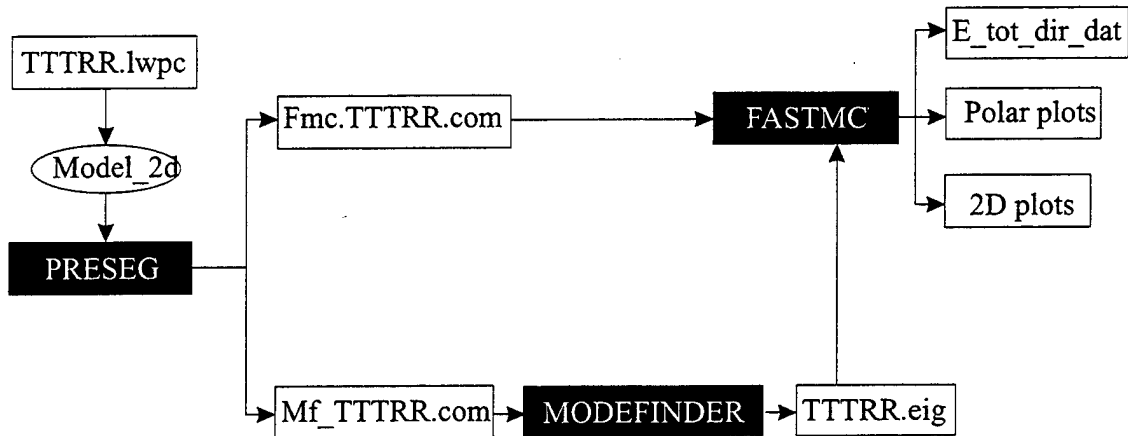 TTTRR.lwpc
Model_2d
PRESEG
Fmc.TTTRR.com
Mf_TTTRR.com
MODEFINDER
TTTRR.eig
FASTMC
E_tot_dir_dat
Polar plots
2D plots